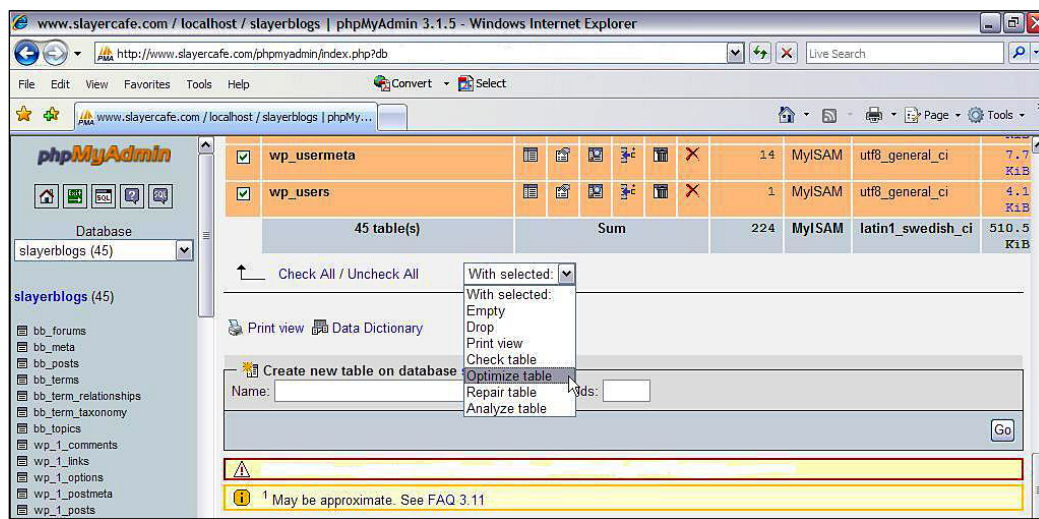 www.slayercafe.com / localhost / slayerblogs | phpMyAdmin 3.1.5 - Windows Internet Explorer
http://www.slayercafe.com/phpmyadmin/index.php?db
Live Search
File Edit View Favorites Tools Help
Convert
Select
www.slayercafe.com / localhost / slayerblogs | phpMy...
Page
Tools
phpMyAdmin
SQL
Database
slayerblogs (45)
slayerblogs (45)
bb_forums
bb_meta
bb_posts
bb_terms
bb_term_relationships
bb_term_taxonomy
bb_topics
wp_1_comments
wp_1_links
wp_1_options
wp_1_postmeta
wp_1_posts
wp_usermeta 14 MyISAM utf8_general_ci 7.7
KiB
wp_users 1 MyISAM utf8_general_ci 4.1
KiB
45 table(s) Sum 224 MyISAM latin1_swedish_ci 510.5
KiB
Check All / Uncheck All
With selected:
With selected:
Empty
Drop
Print view
Check table
Optimize table
Repair table
Analyze table
Print view
Data Dictionary
Create new table on database
Name:
Go
1 May be approximate. See FAQ 3.11